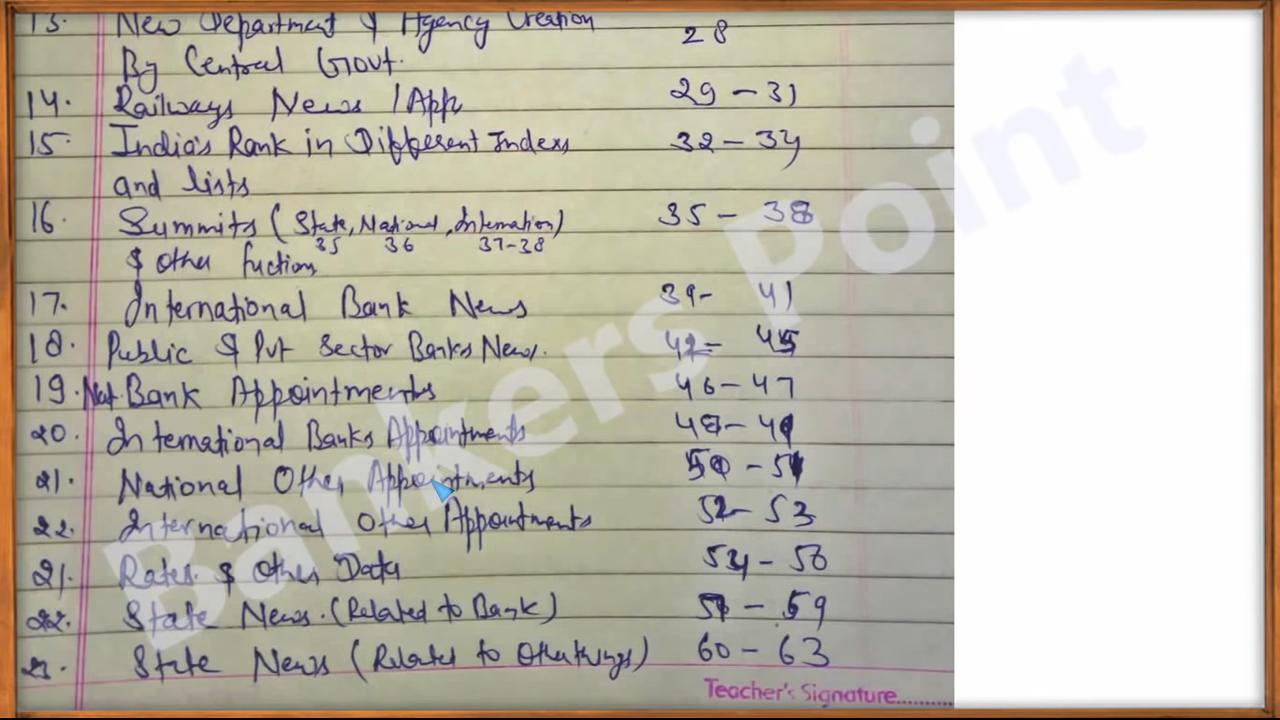 13. New Department & Agency Creation 28
By Central Govt.
14. Railways News / App 29 - 31
15. India's Rank in Different Indexs 32 - 34
and lists
16. Summits ( State, National, Internation) 35 - 38
35 36 37-38
& Other fuctions
17. International Bank News 39- 41
18. Public & Pvt Sector Banks News. 42- 45
19. Nat. Bank Appointments 46 - 47
20. International Banks Appointments 48 - 49
21. National Other Appointments 50 - 51
22. International Other Appointments 52- 53
21. Rates & Other Data 54 - 56
22. State News. (Related to Bank) 57 - 59
23. State News (Related to Otherthings) 60 - 63
Teacher's Signature..........
Bankers Point